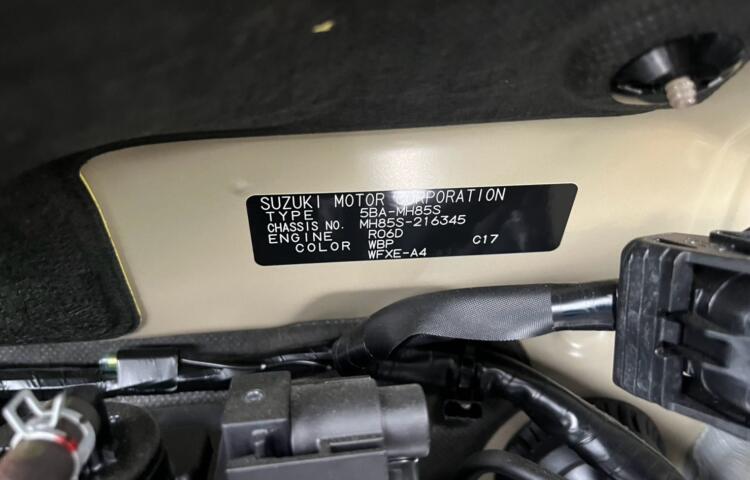 SUZUKI MOTOR CORPORATION
TYPE 5BA-MH85S
CHASSIS NO. MH85S-216345
ENGINE R06D
COLOR WBP C17
WFXE-A4